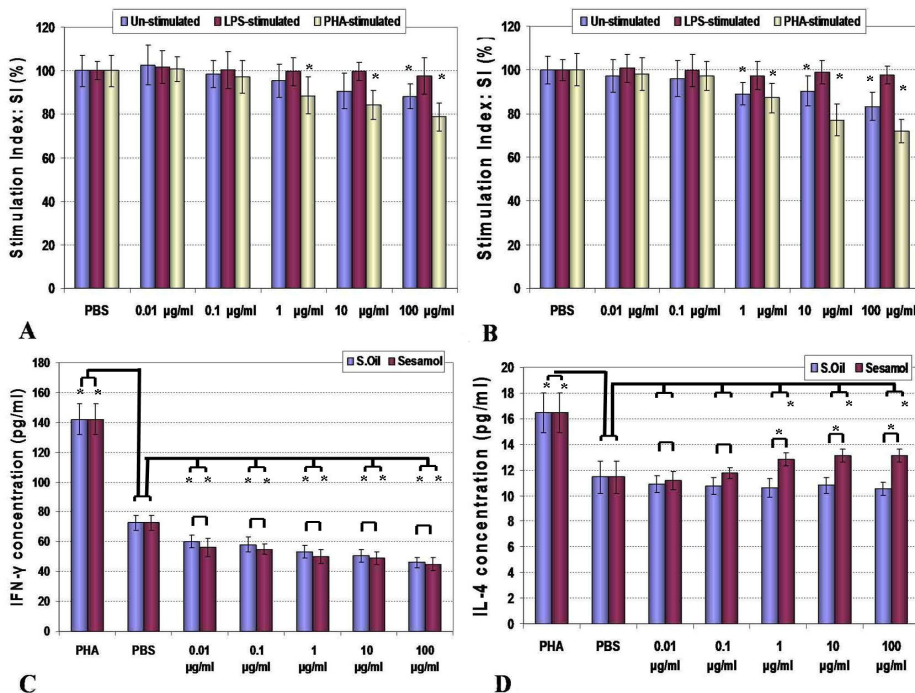 Un-stimulated LPS-stimulated PHA-stimulated
Stimulation Index: SI (%)
120
100
80
60
40
20
0
* * * *
PBS 0.01 µg/ml 0.1 µg/ml 1 µg/ml 10 µg/ml 100 µg/ml
A
Un-stimulated LPS-stimulated PHA-stimulated
Stimulation Index: SI (%)
120
100
80
60
40
20
0
* * * * * *
PBS 0.01 µg/ml 0.1 µg/ml 1 µg/ml 10 µg/ml 100 µg/ml
B
S.Oil Sesamol
IFN-γ concentration (pg/ml)
180
160
140
120
100
80
60
40
20
0
* * * * * * * * * * * *
PHA PBS 0.01 0.1 1 10 100
µg/ml µg/ml µg/ml µg/ml µg/ml
C
S.Oil Sesamol
IL-4 concentration (pg/ml)
20
18
16
14
12
10
8
6
4
2
0
* * * * *
* * *
PHA PBS 0.01 0.1 1 10 100
µg/ml µg/ml µg/ml µg/ml µg/ml
D